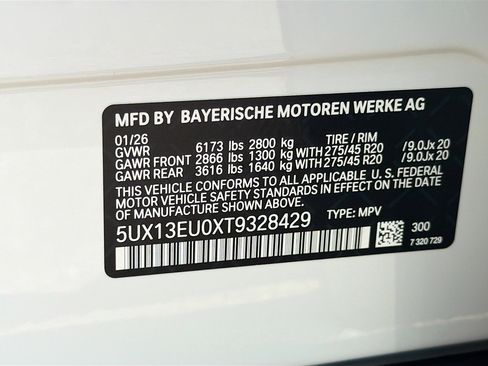 MFD BY BAYERISCHE MOTOREN WERKE AG
01/26 TIRE / RIM
GVWR 6173 lbs 2800 kg
GAWR FRONT 2866 lbs 1300 kg WITH 275/45 R20 / 9.0Jx 20
GAWR REAR 3616 lbs 1640 kg WITH 275/45 R20 / 9.0Jx 20
THIS VEHICLE CONFORMS TO ALL APPLICABLE U. S. FEDERAL
MOTOR VEHICLE SAFETY STANDARDS IN EFFECT ON THE DATE
OF MANUFACTURE SHOWN ABOVE.
5UX13EU0XT9328429 TYPE: MPV
300
7 320 729